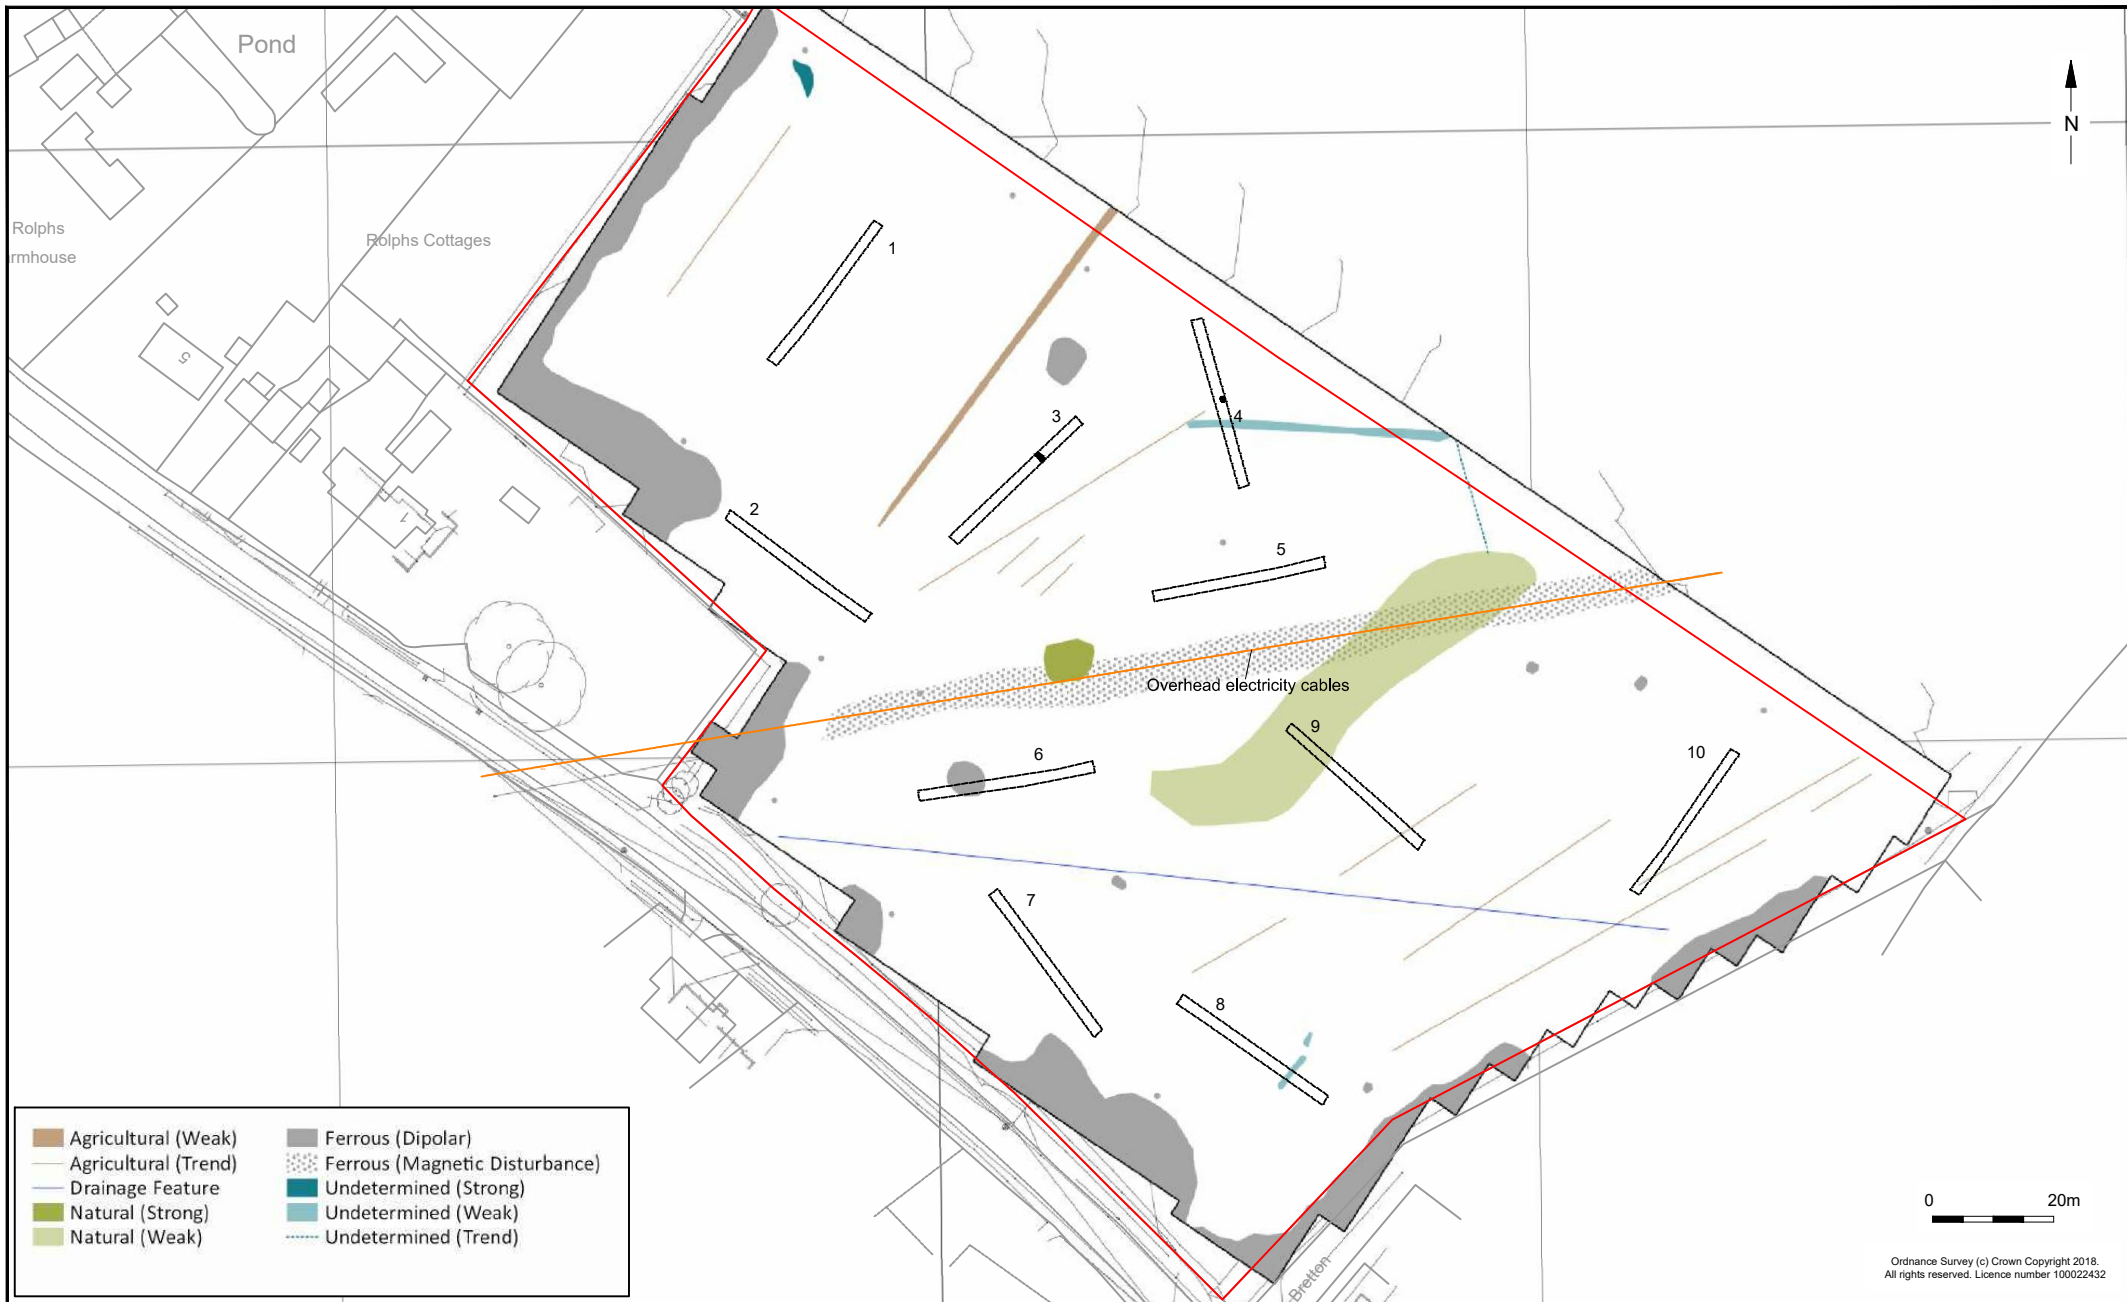 Pond
N
Rolphs
rmhouse
Rolphs Cottages
1
5
3
4
2
1
5
Overhead electricity cables
9
6
10
7
8
Agricultural (Weak)
Agricultural (Trend)
Drainage Feature
Natural (Strong)
Natural (Weak)
Ferrous (Dipolar)
Ferrous (Magnetic Disturbance)
Undetermined (Strong)
Undetermined (Weak)
Undetermined (Trend)
Bretton
0 20m
Ordnance Survey (c) Crown Copyright 2018.
All rights reserved. Licence number 100022432